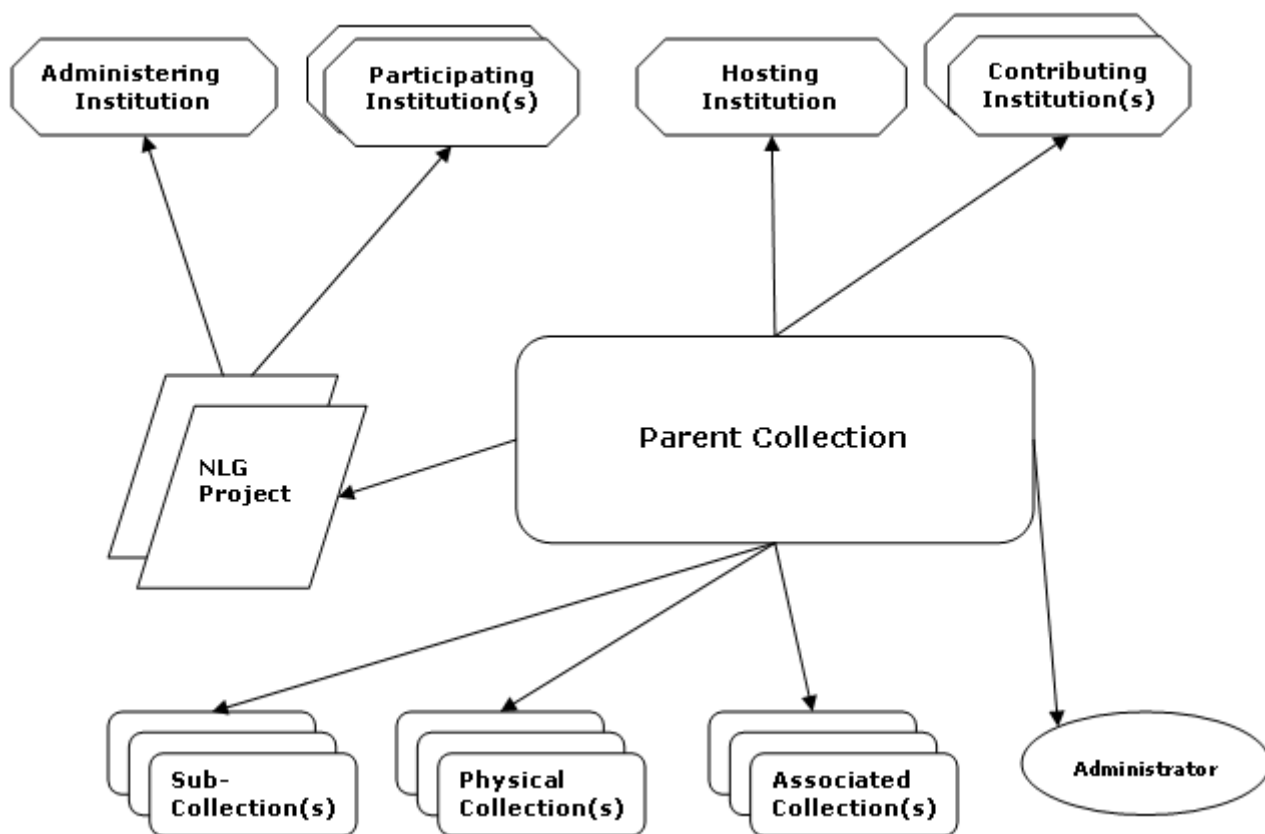 Administering
Institution
Participating
Institution(s)
Hosting
Institution
Contributing
Institution(s)
Parent Collection
NLG
Project
Sub-
Collection(s)
Physical
Collection(s)
Associated
Collection(s)
Administrator